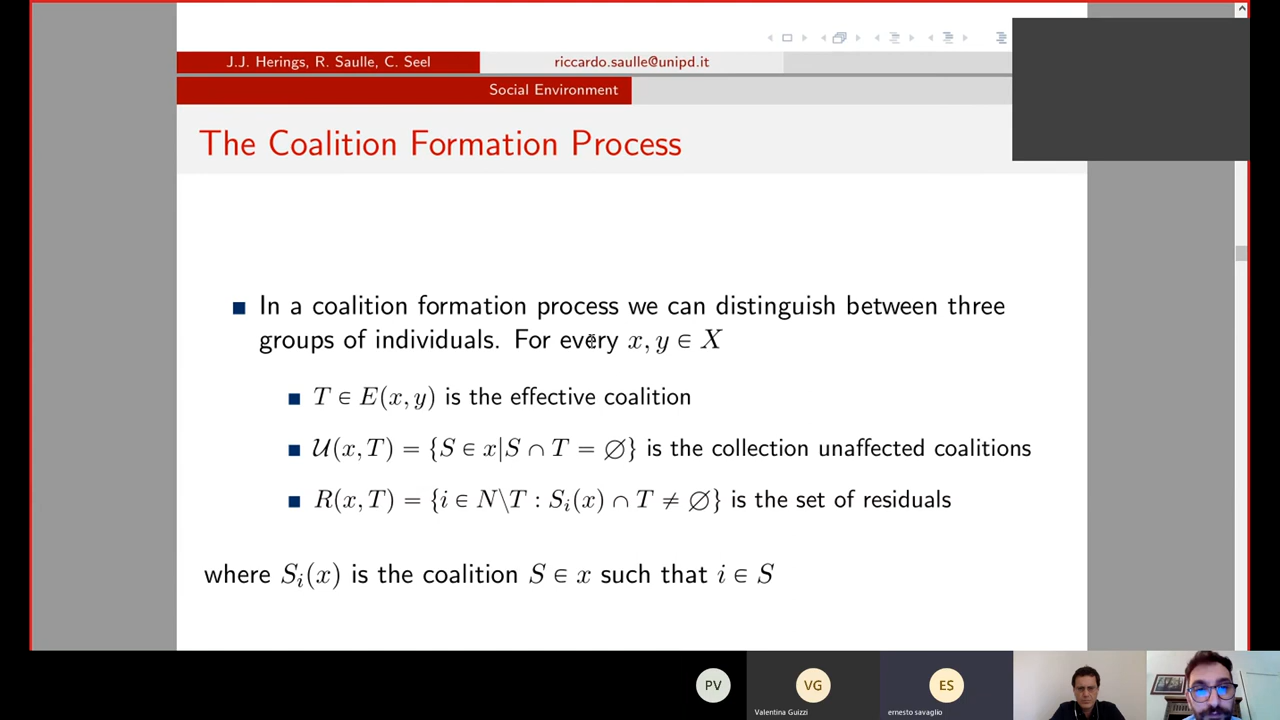 J.J. Herings, R. Saulle, C. Seel
riccardo.saulle@unipd.it
Social Environment
The Coalition Formation Process
In a coalition formation process we can distinguish between three
groups of individuals. For every x, y ∈ X
T ∈ E(x, y) is the effective coalition
𝒰(x, T) = {S ∈ x|S ∩ T = ∅} is the collection unaffected coalitions
R(x, T) = {i ∈ N\T : Sᵢ(x) ∩ T ≠ ∅} is the set of residuals
where Sᵢ(x) is the coalition S ∈ x such that i ∈ S
PV
VG
ES
Valentina Guizzi
ernesto savaglio